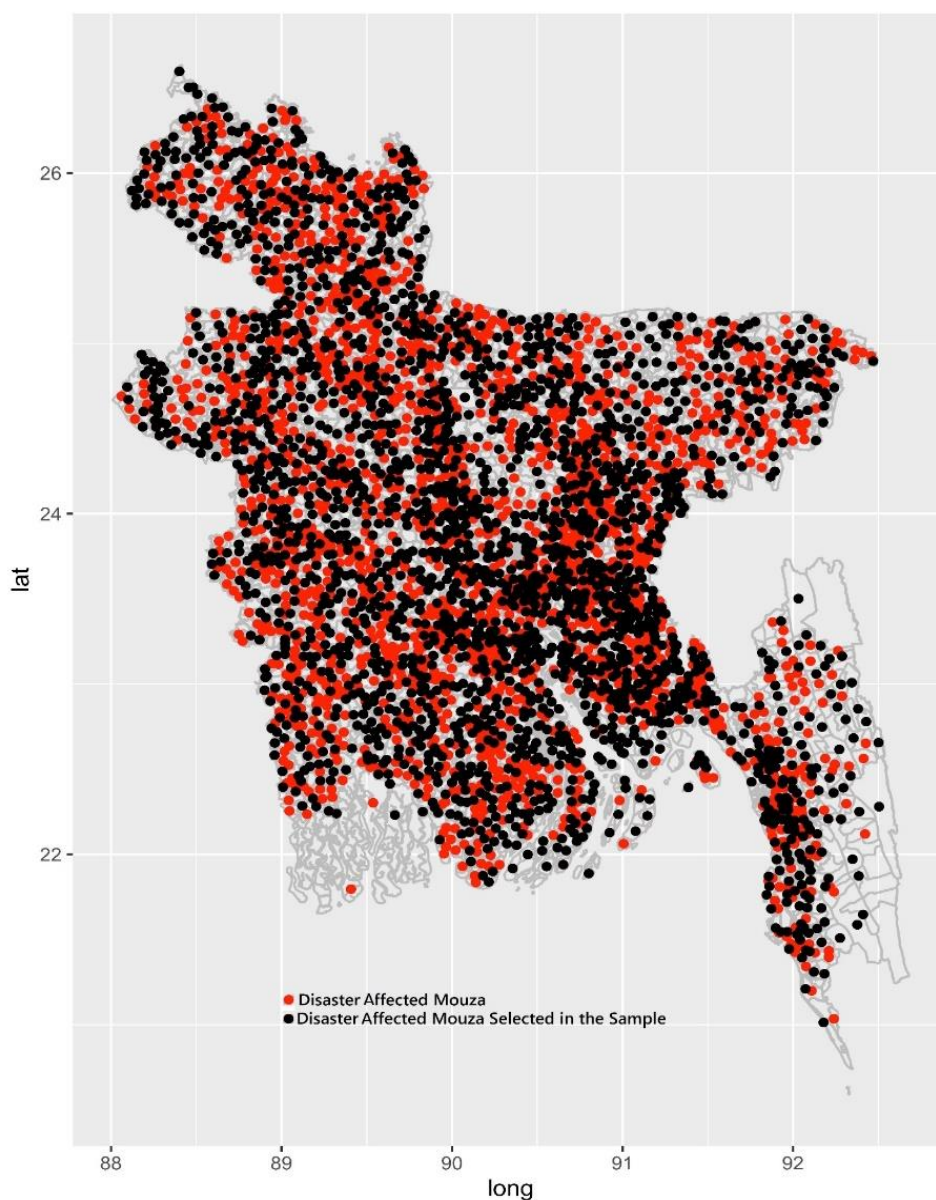 26
24
lat
22
Disaster Affected Mouza
Disaster Affected Mouza Selected in the Sample
88 89 90 91 92
long